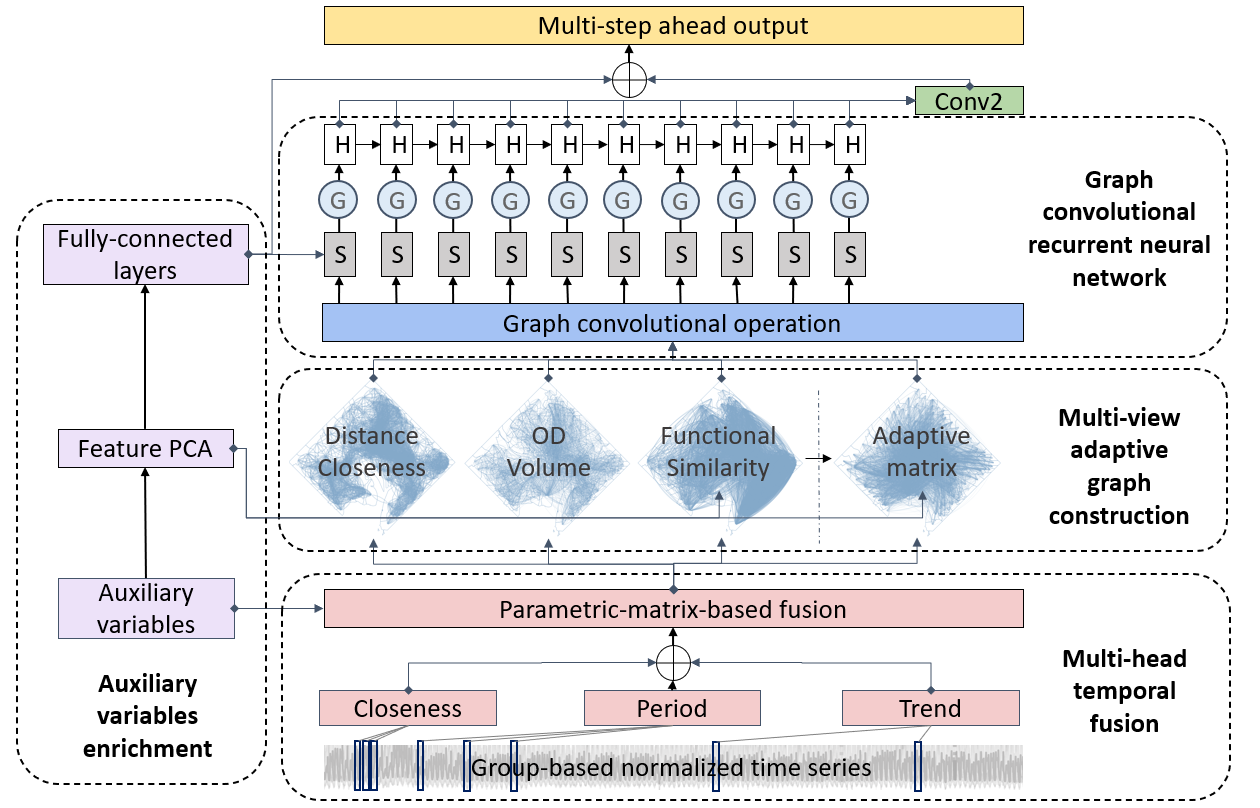 Multi-step ahead output
Conv2
H H H H H H H H H H
G G G G G G G G G G
S S S S S S S S S S
Graph convolutional operation
Graph
convolutional
recurrent neural
network
Fully-connected
layers
Feature PCA
Auxiliary
variables
Auxiliary
variables
enrichment
Distance
Closeness
OD
Volume
Functional
Similarity
Adaptive
matrix
Multi-view
adaptive
graph
construction
Parametric-matrix-based fusion
Closeness
Period
Trend
Group-based normalized time series
Multi-head
temporal
fusion